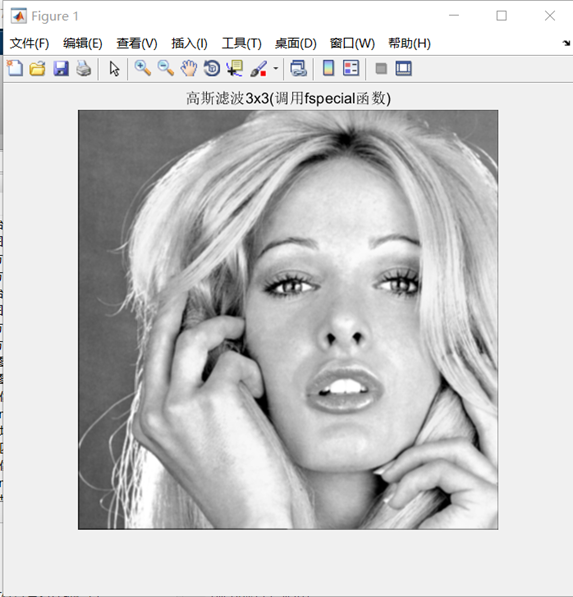 Figure 1
文件(F) 编辑(E) 查看(V) 插入(I) 工具(T) 桌面(D) 窗口(W) 帮助(H)
高斯滤波3x3(调用fspecial函数)